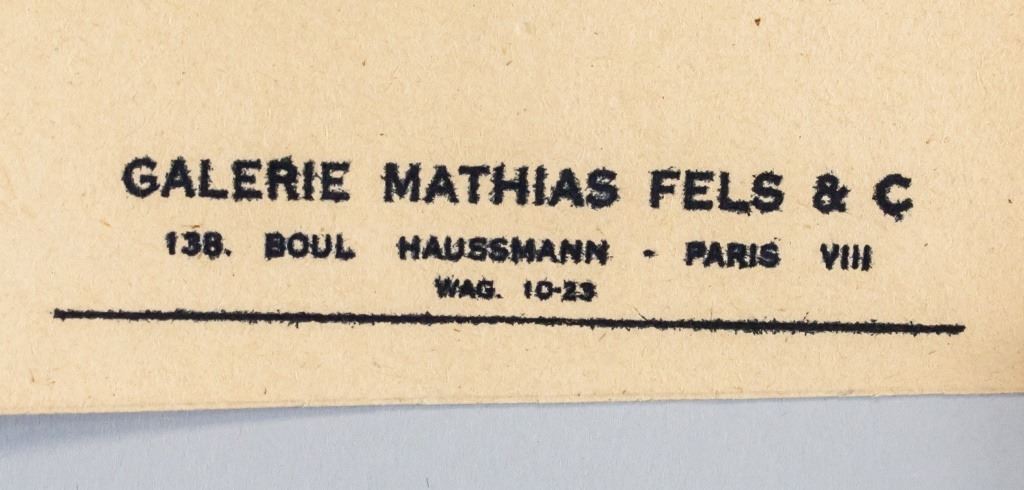 GALERIE MATHIAS FELS & C
138. BOUL HAUSSMANN - PARIS VIII
WAG. 10-23